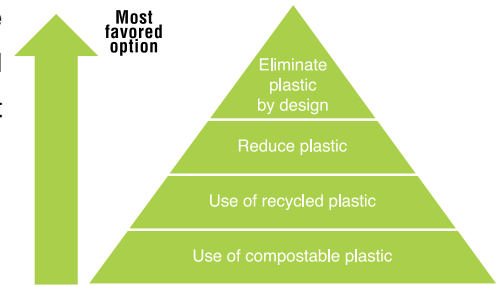 Most
favored
option
Eliminate
plastic
by design
Reduce plastic
Use of recycled plastic
Use of compostable plastic